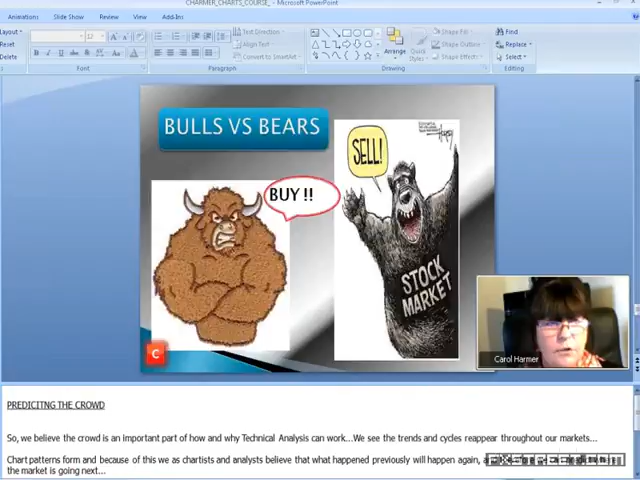 CHARMER_CHARTS_COURSE_ - Microsoft PowerPoint
Animations Slide Show Review View Add-Ins
Layout
Reset
Delete
Text Direction
Align Text
Convert to SmartArt
Arrange
Quick
Styles
Shape Fill
Shape Outline
Shape Effects
Find
Replace
Select
Font Paragraph Drawing Editing
BULLS VS BEARS
SELL!
BUY !!
STOCK
MARKET
C
Carol Harmer
PREDICITNG THE CROWD
So, we believe the crowd is an important part of how and why Technical Analysis can work...We see the trends and cycles reappear throughout our markets...
Chart patterns form and because of this we as chartists and analysts believe that what happened previously will happen again,
the market is going next...